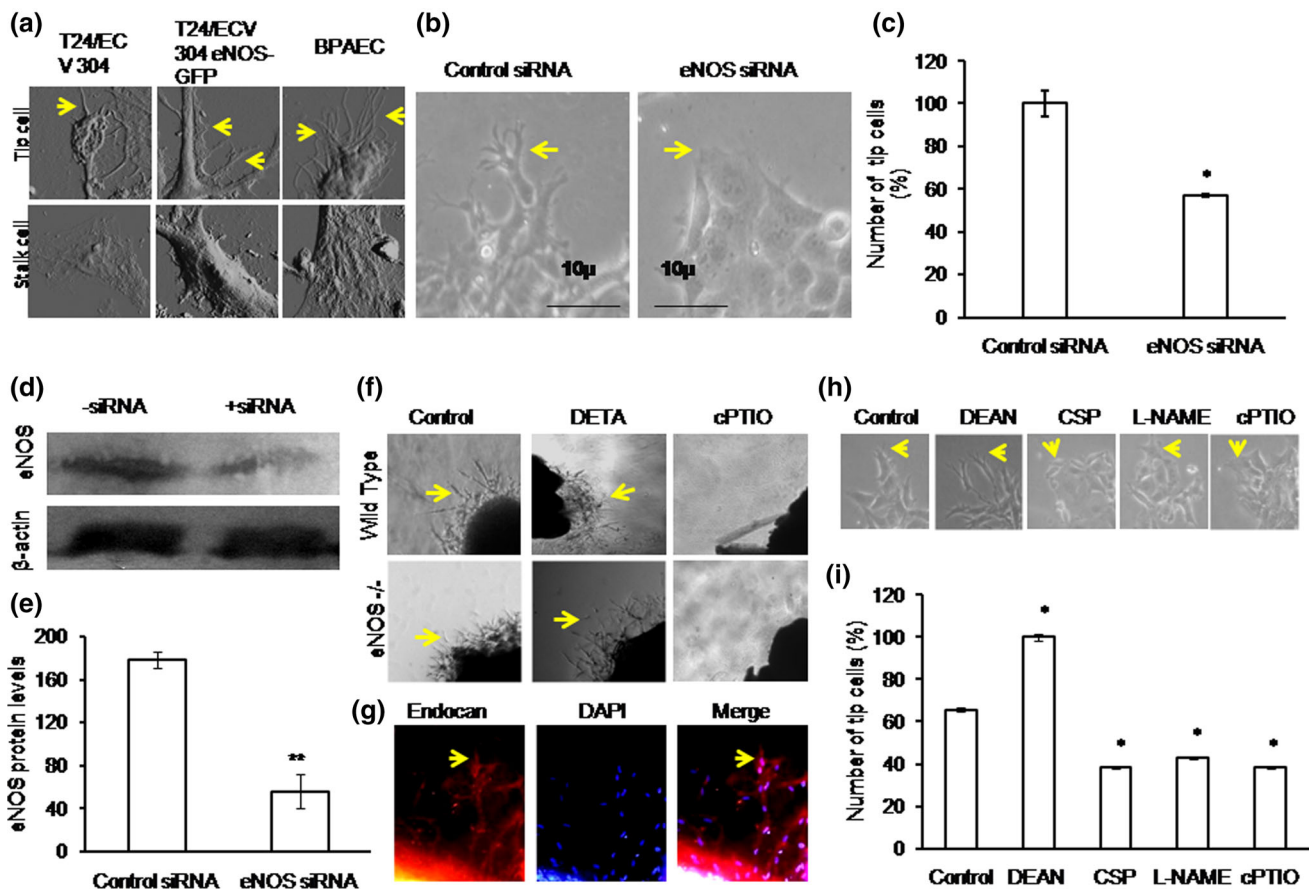 (a)
T24/EC
V 304
T24/ECV
304 eNOS-
GFP
BPAEC
Tip cell
Stalk cell
(b)
Control siRNA
eNOS siRNA
10µ
10µ
(c)
Number of tip cells
(%)
120
100
80
60
40
20
0
*
Control siRNA
eNOS siRNA
(d)
-siRNA
+siRNA
eNOS
β-actin
(e)
eNOS protein levels
200
160
120
80
40
0
**
Control siRNA
eNOS siRNA
(f)
Control
DETA
cPTIO
Wild Type
eNOS -/-
(g)
Endocan
DAPI
Merge
(h)
Control
DEAN
CSP
L-NAME
cPTIO
(i)
Number of tip cells (%)
120
100
80
60
40
20
0
*
*
*
*
Control
DEAN
CSP
L-NAME
cPTIO